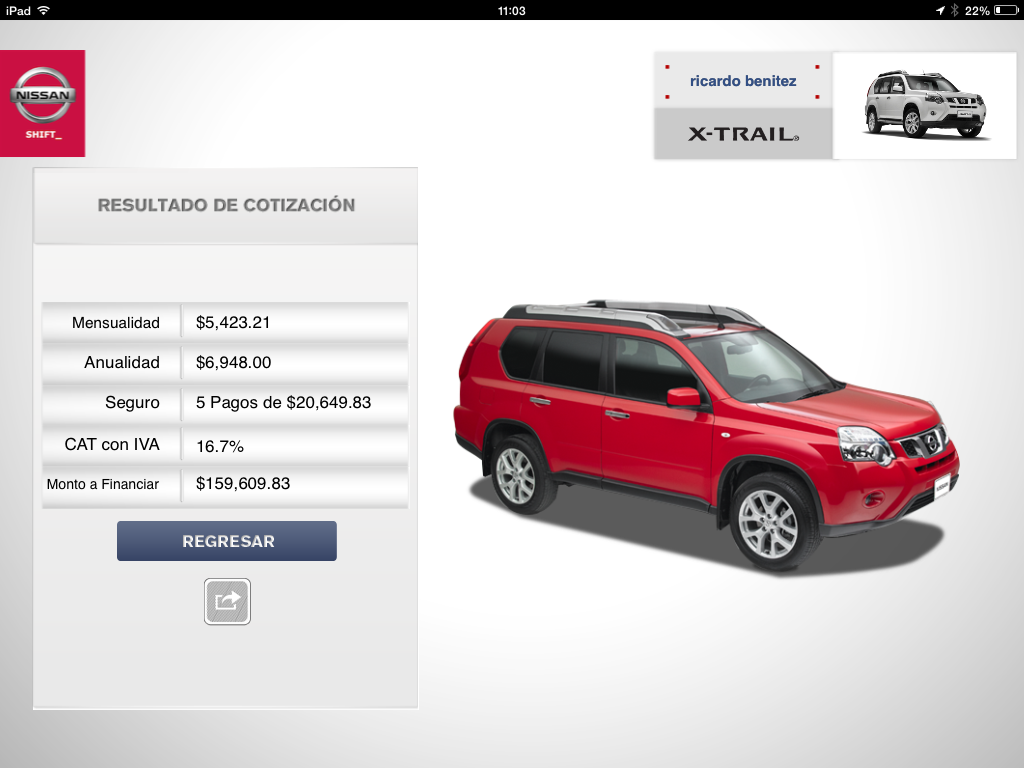 iPad 11:03 22%
NISSAN
SHIFT_
ricardo benitez
X-TRAIL®
RESULTADO DE COTIZACIÓN
Mensualidad $5,423.21
Anualidad $6,948.00
Seguro 5 Pagos de $20,649.83
CAT con IVA 16.7%
Monto a Financiar $159,609.83
REGRESAR